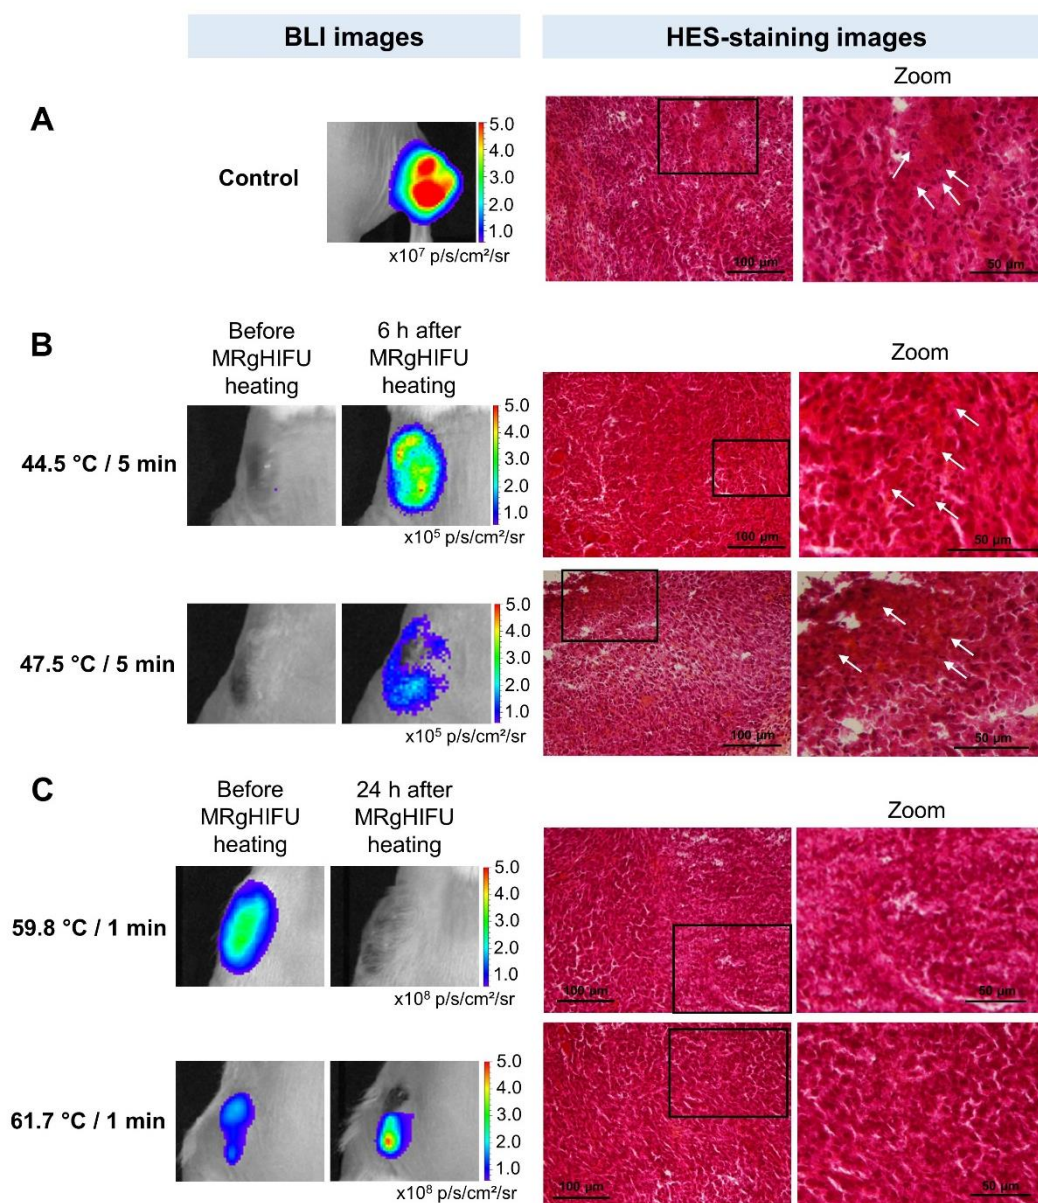 BLI images
HES-staining images
Zoom
A
Control
5.0
4.0
3.0
2.0
1.0
x10⁷ p/s/cm²/sr
100 µm
50 µm
B
Before
MRgHIFU
heating
6 h after
MRgHIFU
heating
Zoom
44.5 °C / 5 min
5.0
4.0
3.0
2.0
1.0
x10⁵ p/s/cm²/sr
100 µm
50 µm
47.5 °C / 5 min
5.0
4.0
3.0
2.0
1.0
x10⁵ p/s/cm²/sr
100 µm
50 µm
C
Before
MRgHIFU
heating
24 h after
MRgHIFU
heating
Zoom
59.8 °C / 1 min
5.0
4.0
3.0
2.0
1.0
x10⁸ p/s/cm²/sr
100 µm
50 µm
61.7 °C / 1 min
5.0
4.0
3.0
2.0
1.0
x10⁸ p/s/cm²/sr
100 µm
50 µm